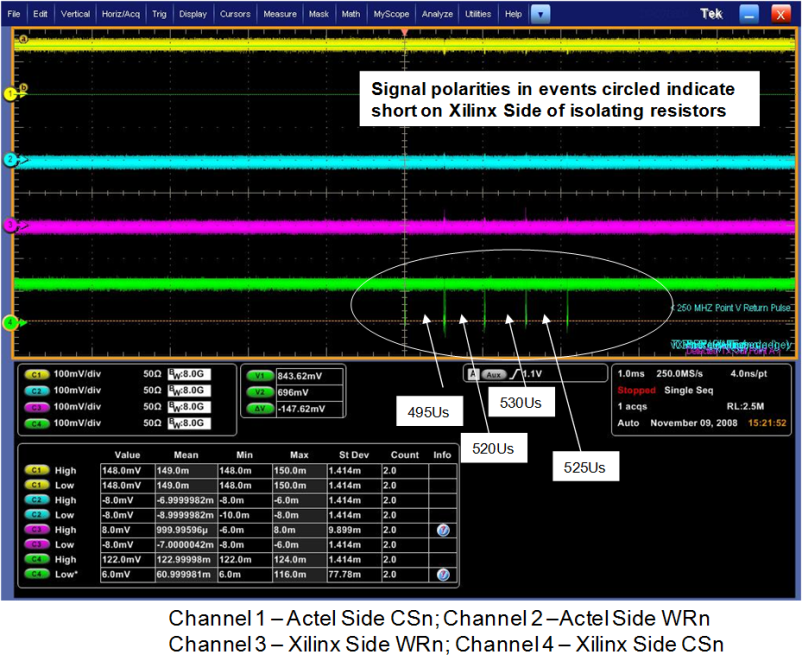 File Edit Vertical Horiz/Acq Trig Display Cursors Measure Mask Math MyScope Analyze Utilities Help Tek X
Signal polarities in events circled indicate
short on Xilinx Side of isolating resistors
1
2
3
4
250 MHZ Point V Return Pulse
C1 100mV/div 50Ω BW:8.0G
C2 100mV/div 50Ω BW:8.0G
C3 100mV/div 50Ω BW:8.0G
C4 100mV/div 50Ω BW:8.0G
V1 843.62mV
V2 696mV
ΔV -147.62mV
A Aux 1.1V
1.0ms 250.0MS/s 4.0ns/pt
Stopped Single Seq
1 acqs RL:2.5M
Auto November 09, 2008 15:21:52
495Us
530Us
520Us
525Us
Value Mean Min Max St Dev Count Info
C1 High 148.0mV 149.0m 148.0m 150.0m 1.414m 2.0
C1 Low 148.0mV 149.0m 148.0m 150.0m 1.414m 2.0
C2 High -8.0mV -6.9999982m -8.0m -6.0m 1.414m 2.0
C2 Low -8.0mV -8.9999982m -10.0m -8.0m 1.414m 2.0
C3 High 8.0mV 999.99596µ -6.0m 8.0m 9.899m 2.0
C3 Low -8.0mV -7.0000042m -8.0m -6.0m 1.414m 2.0
C4 High 122.0mV 122.99998m 122.0m 124.0m 1.414m 2.0
C4 Low* 6.0mV 60.999981m 6.0m 116.0m 77.78m 2.0
Channel 1 – Actel Side CSn; Channel 2 –Actel Side WRn
Channel 3 – Xilinx Side WRn; Channel 4 – Xilinx Side CSn